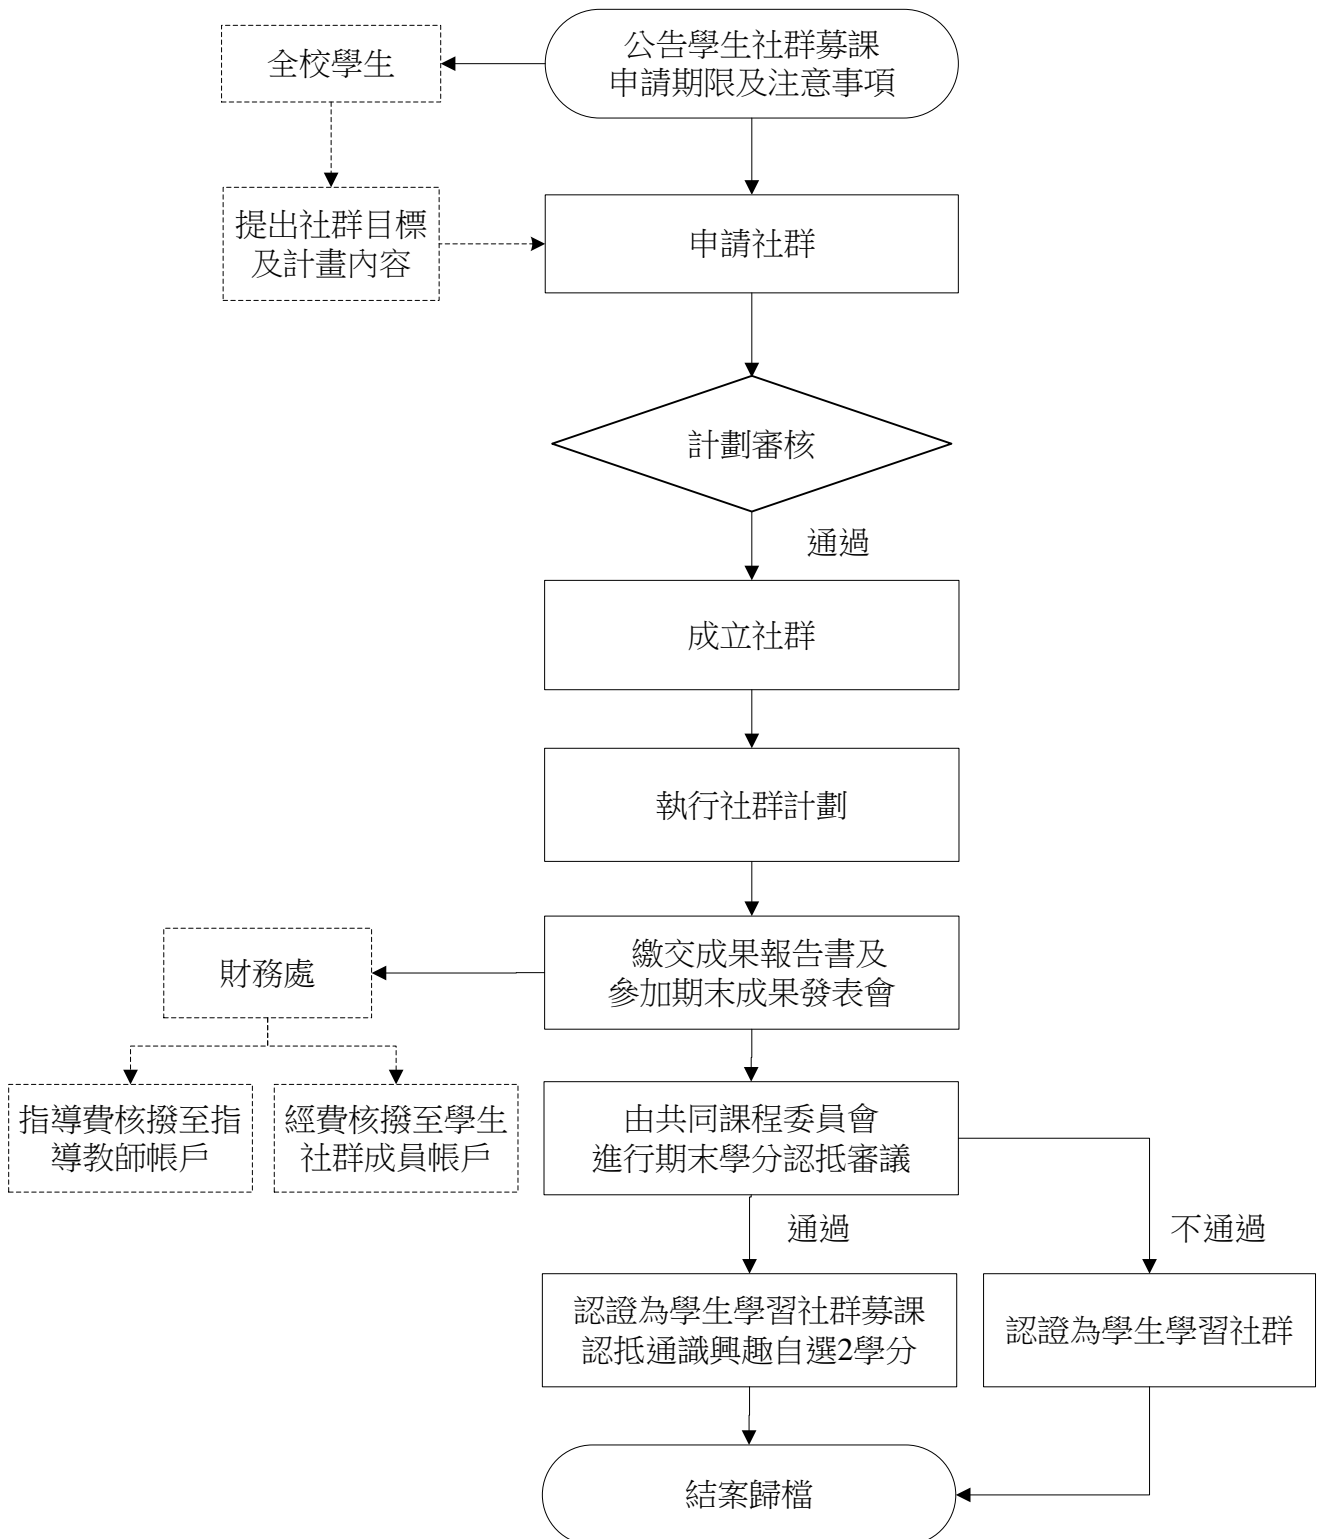 公告學生社群募課
申請期限及注意事項
全校學生
提出社群目標
及計畫內容
申請社群
計劃審核
通過
成立社群
執行社群計劃
繳交成果報告書及
參加期末成果發表會
財務處
指導費核撥至指
導教師帳戶
經費核撥至學生
社群成員帳戶
由共同課程委員會
進行期末學分認抵審議
通過
不通過
認證為學生學習社群募課
認抵通識興趣自選2學分
認證為學生學習社群
結案歸檔